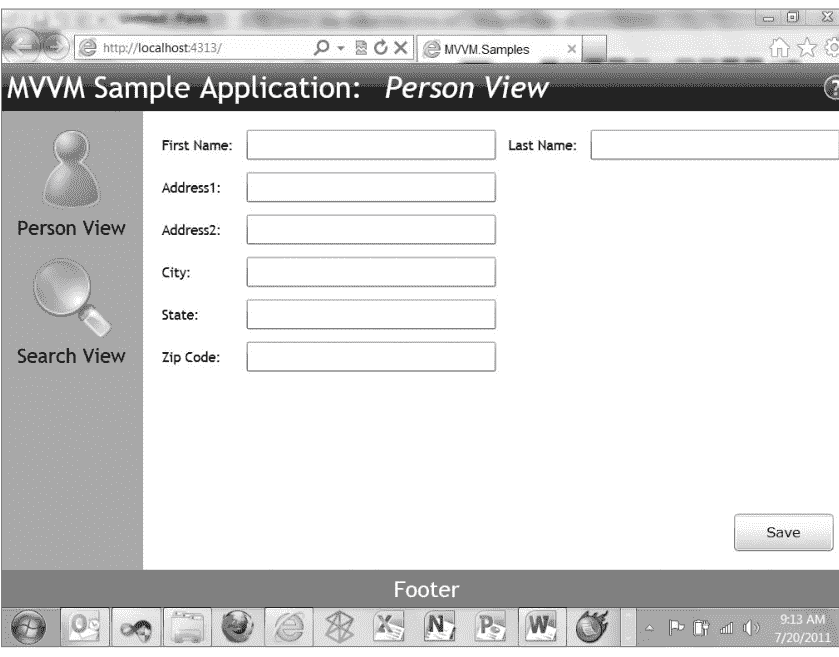 http://localhost:4313/
MVVM.Samples
MVVM Sample Application: Person View
First Name:
Last Name:
Address1:
Person View
Address2:
City:
State:
Search View
Zip Code:
Save
Footer
9:13 AM
7/20/2011